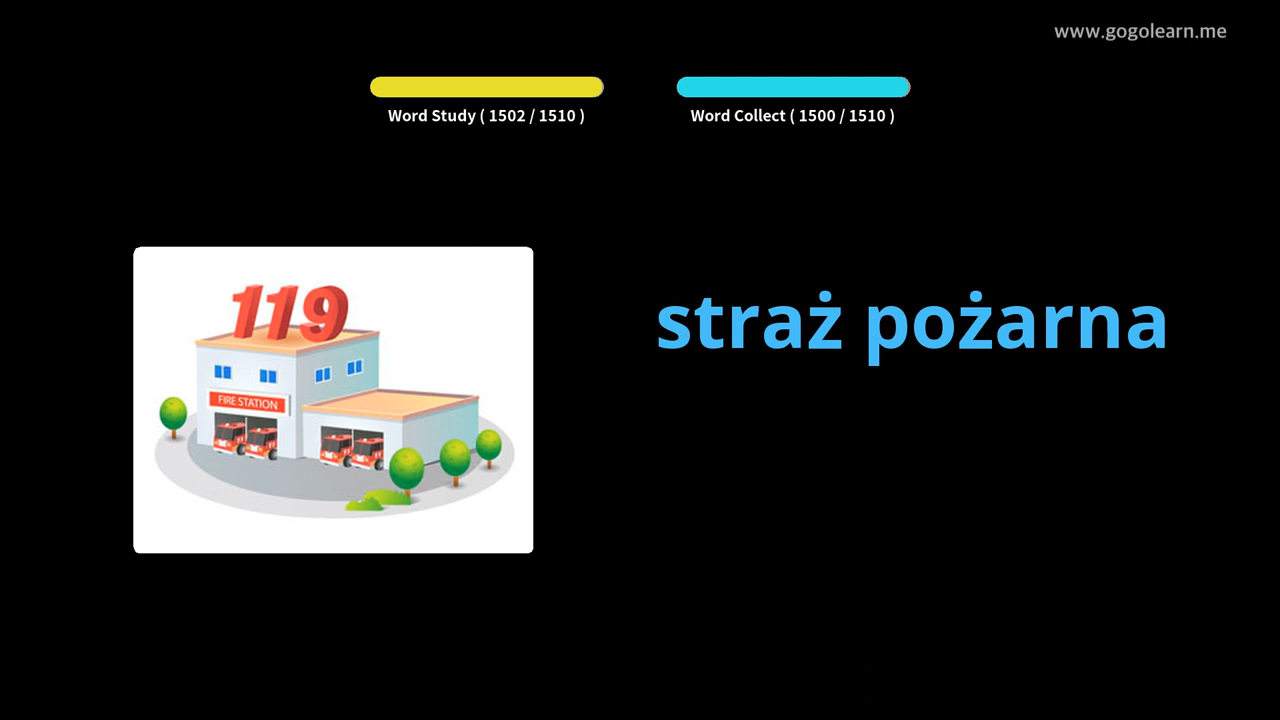 www.gogolearn.me
Word Study ( 1502 / 1510 )
Word Collect ( 1500 / 1510 )
119
FIRE STATION
straż pożarna